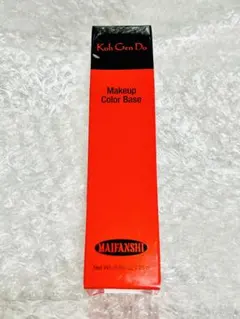 Koh Gen Do
Makeup
Color Base
MAIFANSHI